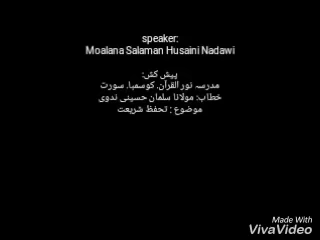 speaker:
Moalana Salaman Husaini Nadawi
پیش کش:
مدرسہ نور القرآن، کوسمبا، سورت
خطاب: مولانا سلمان حسینی ندوی
موضوع : تحفظ شریعت
Made With
VivaVideo